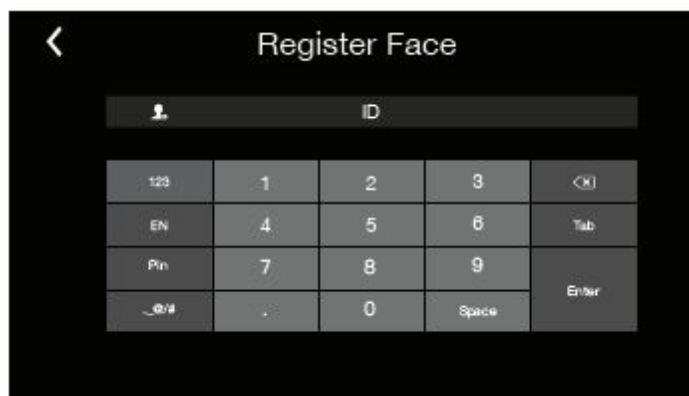 Register Face
ID
123 1 2 3
EN 4 5 6 Tab
Pin 7 8 9
Enter
._@/# . 0 Space